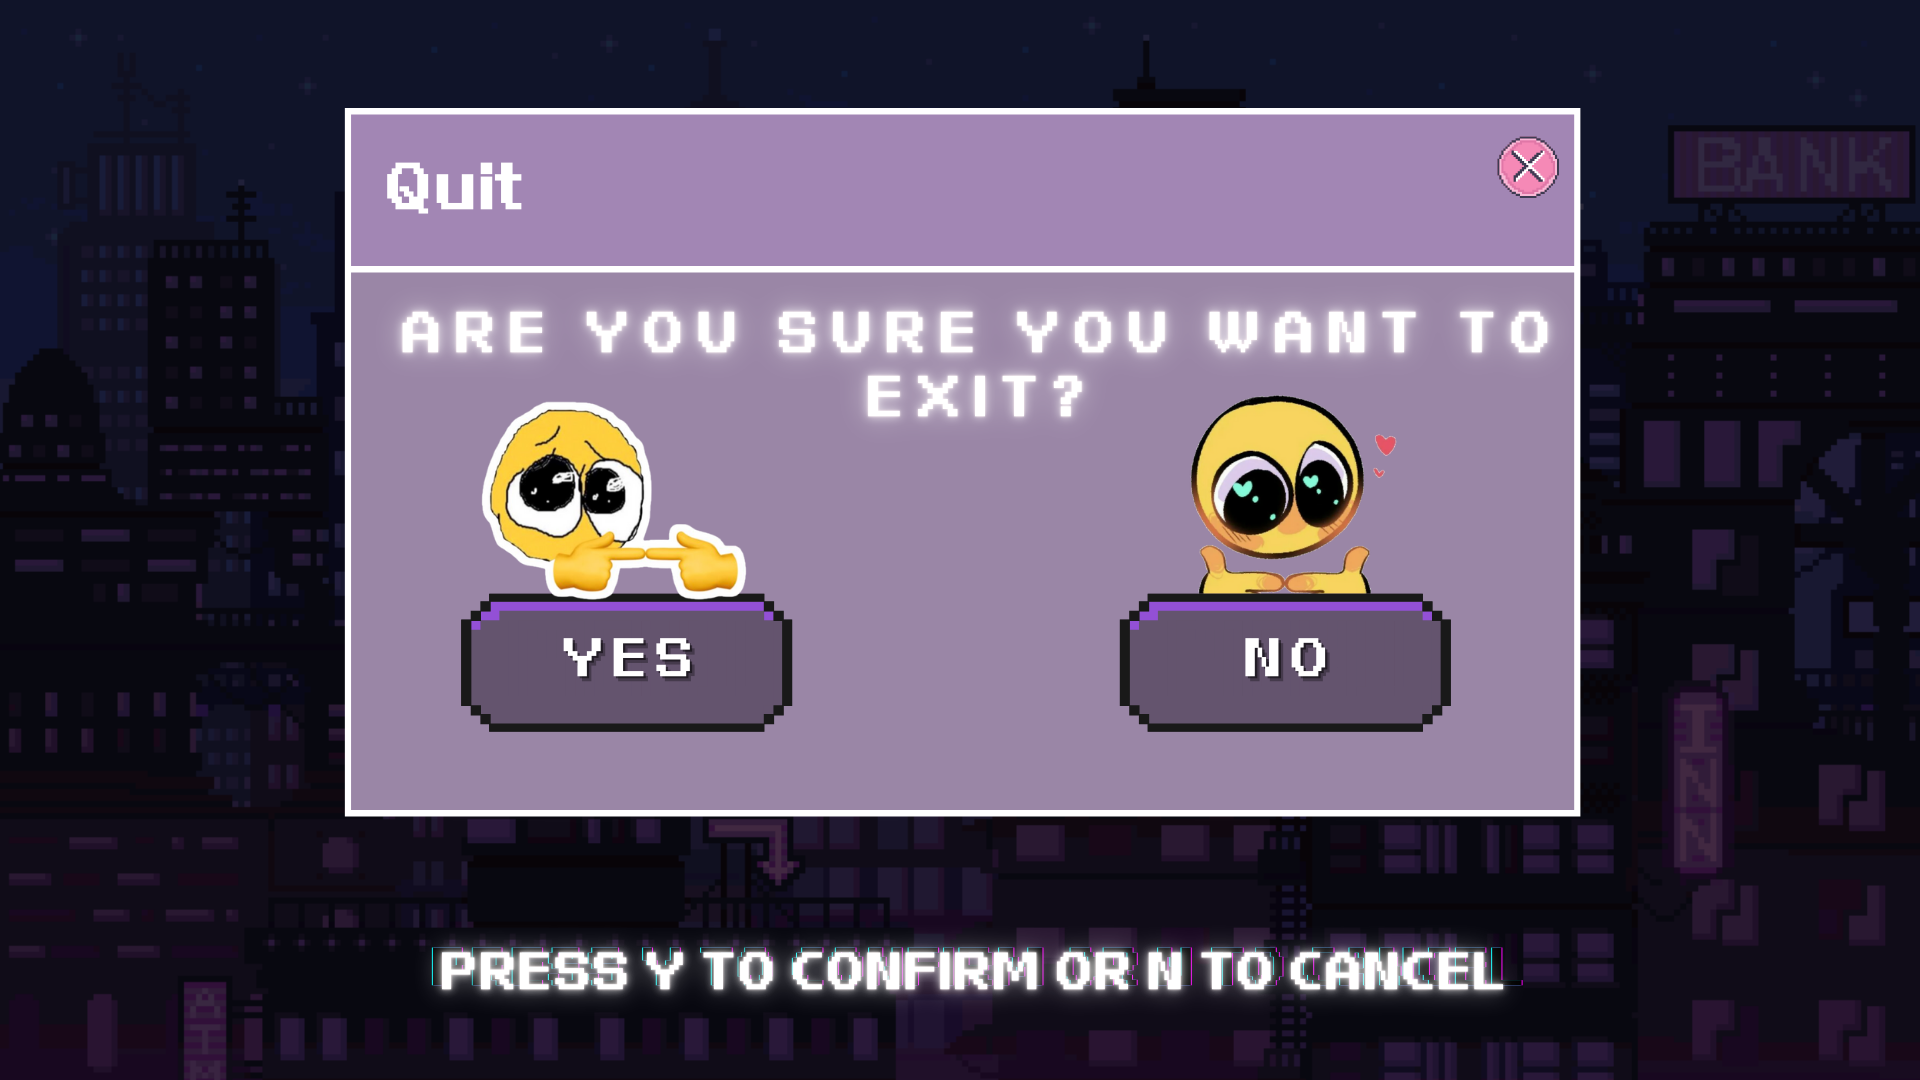 BANK
Quit
ARE YOU SURE YOU WANT TO
EXIT?
YES
NO
INN
PRESS Y TO CONFIRM OR N TO CANCEL